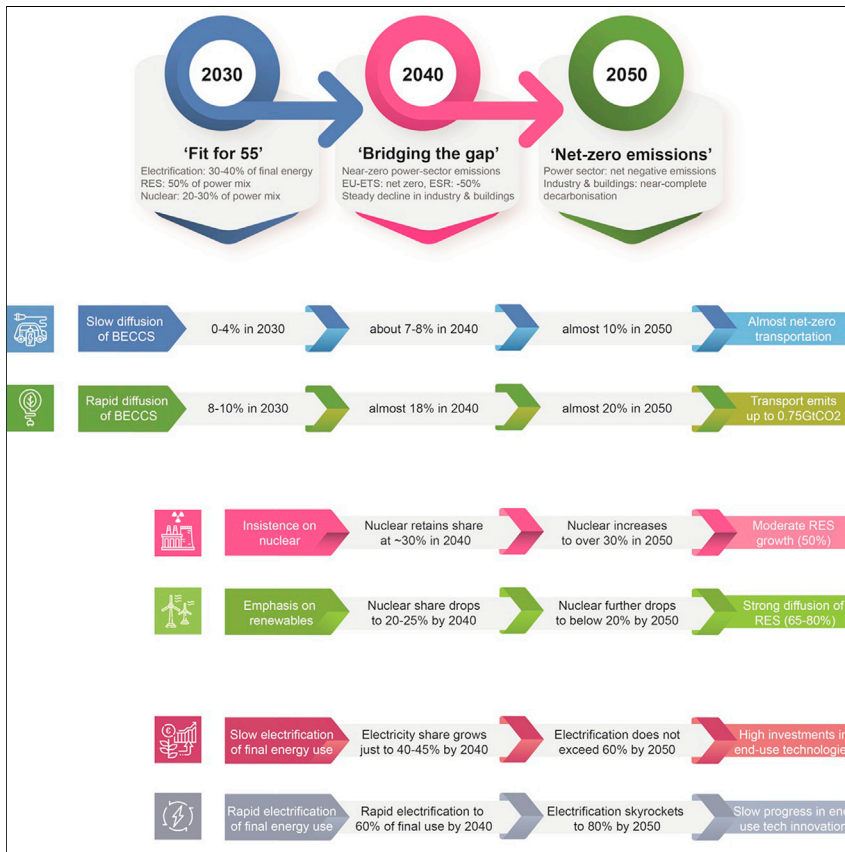 2030
2040
2050
‘Fit for 55’
Electrification: 30-40% of final energy
RES: 50% of power mix
Nuclear: 20-30% of power mix
‘Bridging the gap’
Near-zero power-sector emissions
EU-ETS: net zero, ESR: -50%
Steady decline in industry & buildings
‘Net-zero emissions’
Power sector: net negative emissions
Industry & buildings: near-complete
decarbonisation
Slow diffusion
of BECCS
0-4% in 2030
about 7-8% in 2040
almost 10% in 2050
Almost net-zero
transportation
Rapid diffusion
of BECCS
8-10% in 2030
almost 18% in 2040
almost 20% in 2050
Transport emits
up to 0.75GtCO2
Insistence on
nuclear
Nuclear retains share
at ~30% in 2040
Nuclear increases
to over 30% in 2050
Moderate RES
growth (50%)
Emphasis on
renewables
Nuclear share drops
to 20-25% by 2040
Nuclear further drops
to below 20% by 2050
Strong diffusion of
RES (65-80%)
Slow electrification
of final energy use
Electricity share grows
just to 40-45% by 2040
Electrification does not
exceed 60% by 2050
High investments in
end-use technologie
Rapid electrification
of final energy use
Rapid electrification to
60% of final use by 2040
Electrification skyrockets
to 80% by 2050
Slow progress in end
use tech innovation